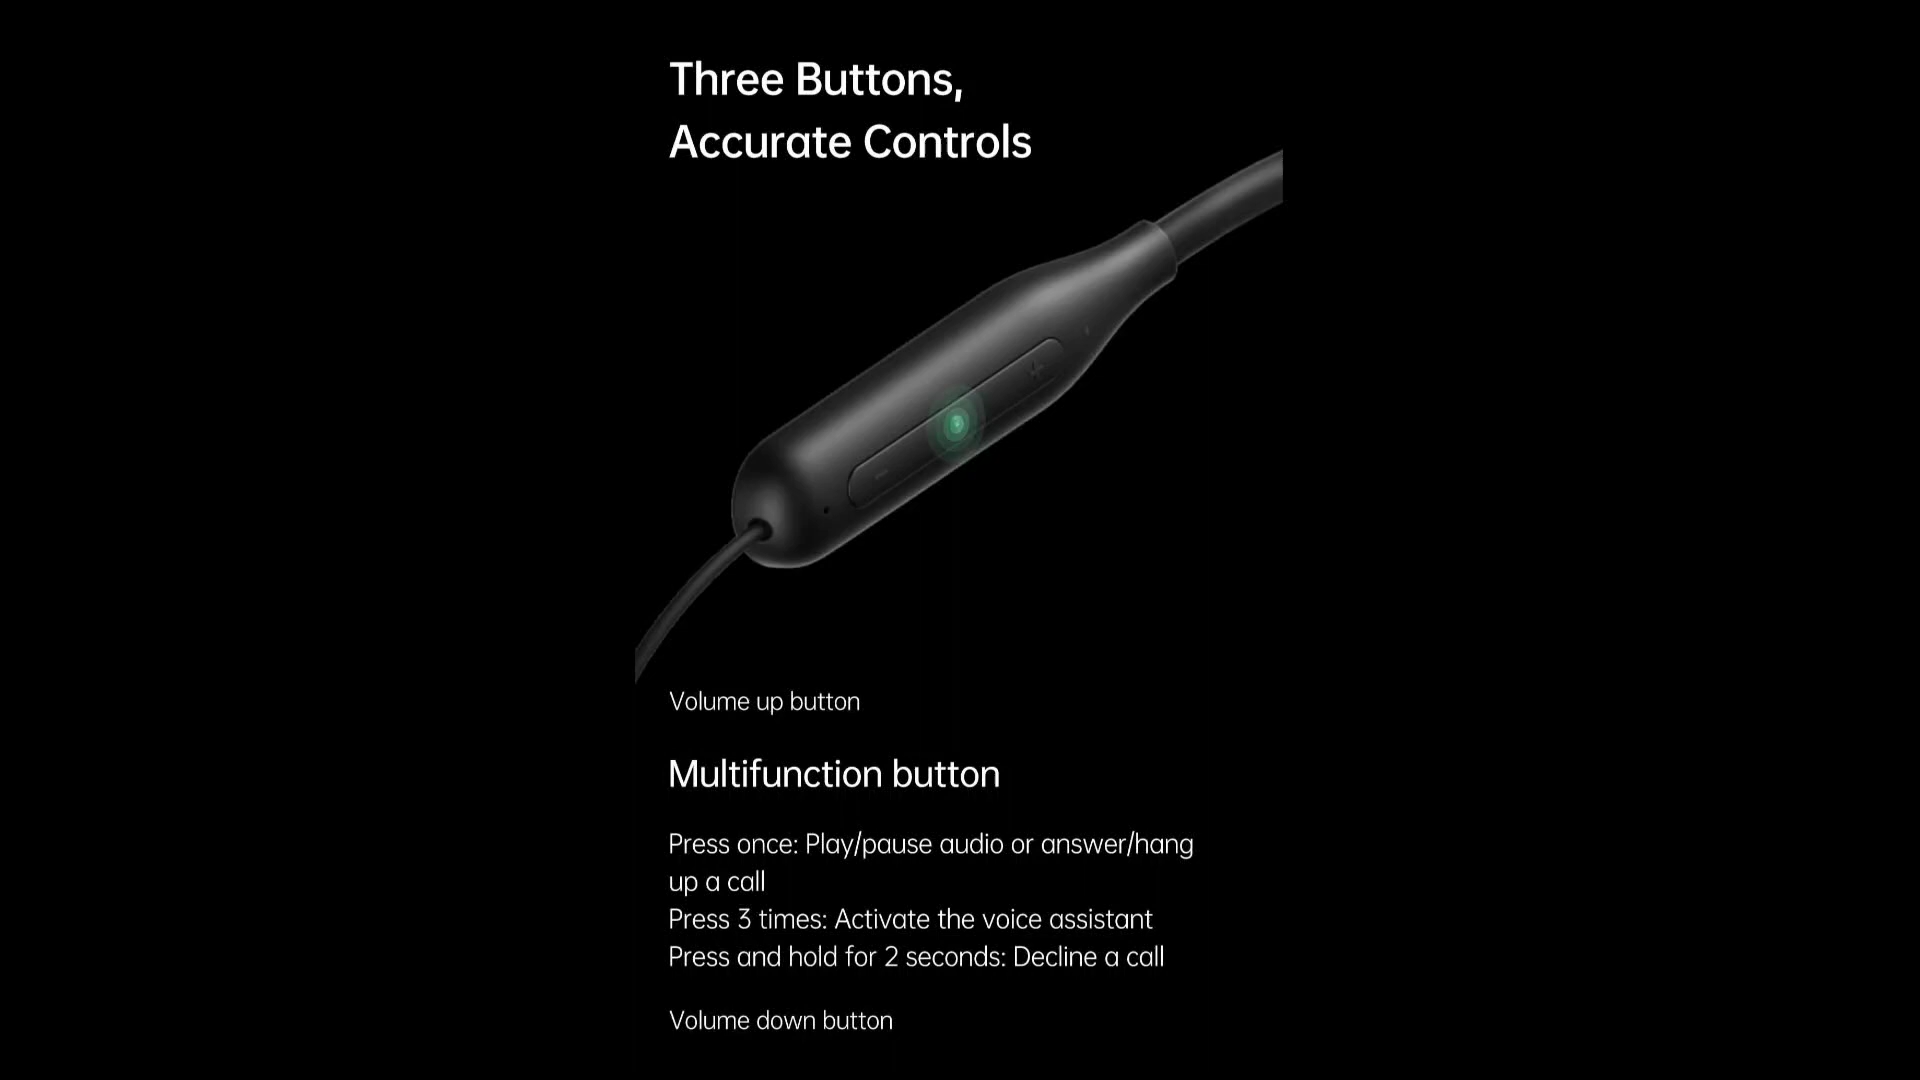 Three Buttons,
Accurate Controls
Volume up button
Multifunction button
Press once: Play/pause audio or answer/hang
up a call
Press 3 times: Activate the voice assistant
Press and hold for 2 seconds: Decline a call
Volume down button